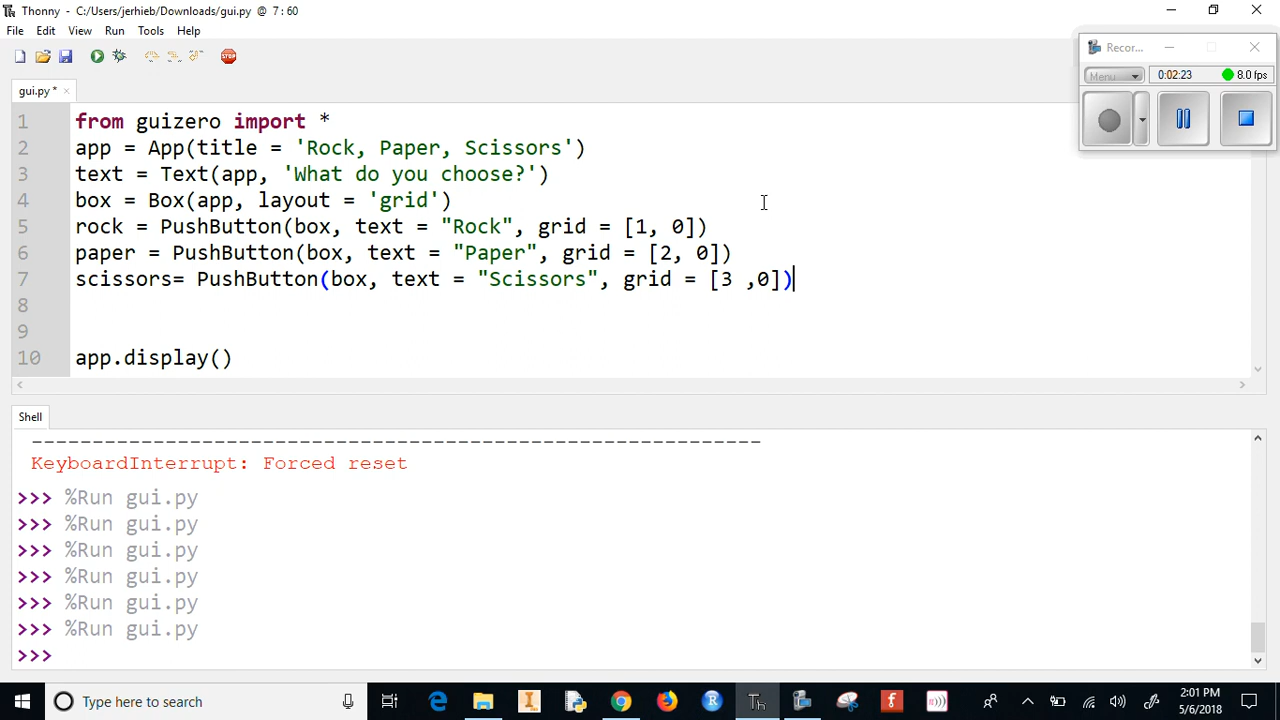 Thonny - C:/Users/jerhieb/Downloads/gui.py @ 7 : 60
File Edit View Run Tools Help
STOP
gui.py *
1 from guizero import *
2 app = App(title = 'Rock, Paper, Scissors')
3 text = Text(app, 'What do you choose?')
4 box = Box(app, layout = 'grid')
5 rock = PushButton(box, text = "Rock", grid = [1, 0])
6 paper = PushButton(box, text = "Paper", grid = [2, 0])
7 scissors= PushButton(box, text = "Scissors", grid = [3 ,0])
8
9
10 app.display()
Recor...
Menu 0:02:23 8.0 fps
Shell
------------------------------------------------------------
KeyboardInterrupt: Forced reset
>>> %Run gui.py
>>> %Run gui.py
>>> %Run gui.py
>>> %Run gui.py
>>> %Run gui.py
>>> %Run gui.py
>>>
Type here to search
Th
2:01 PM
5/6/2018